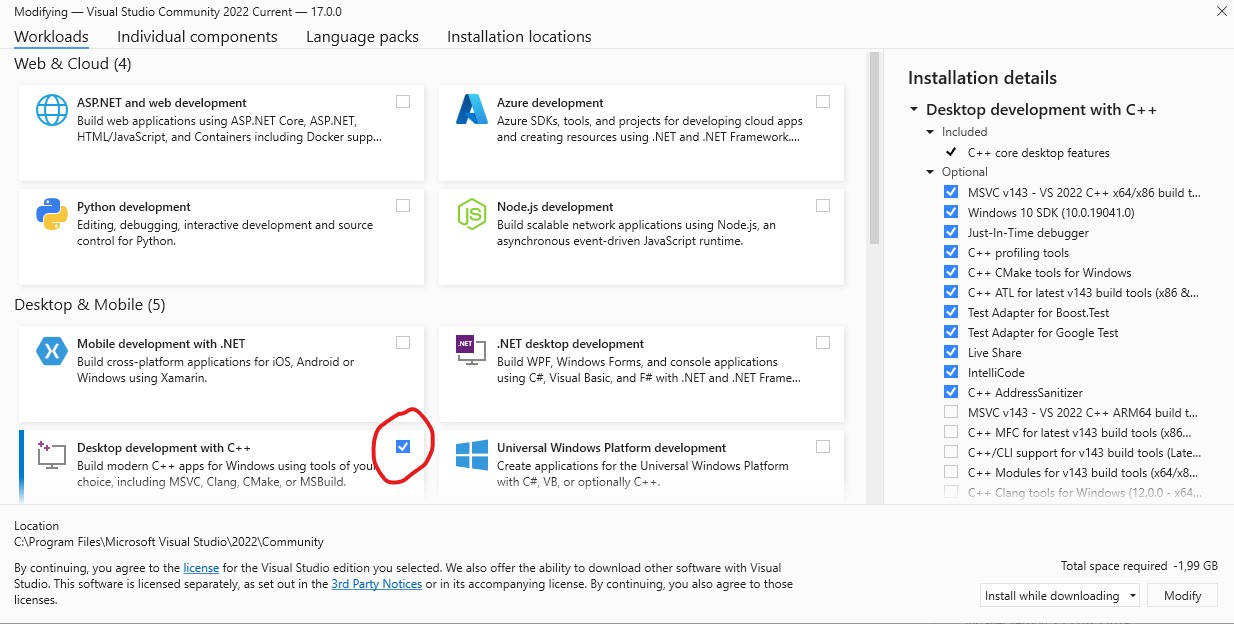 Modifying — Visual Studio Community 2022 Current — 17.0.0
Workloads
Individual components
Language packs
Installation locations
Web & Cloud (4)
ASP.NET and web development
Build web applications using ASP.NET Core, ASP.NET,
HTML/JavaScript, and Containers including Docker supp...
Azure development
Azure SDKs, tools, and projects for developing cloud apps
and creating resources using .NET and .NET Framework....
Python development
Editing, debugging, interactive development and source
control for Python.
JS
Node.js development
Build scalable network applications using Node.js, an
asynchronous event-driven JavaScript runtime.
Desktop & Mobile (5)
Mobile development with .NET
Build cross-platform applications for iOS, Android or
Windows using Xamarin.
.NET
.NET desktop development
Build WPF, Windows Forms, and console applications
using C#, Visual Basic, and F# with .NET and .NET Frame...
Desktop development with C++
Build modern C++ apps for Windows using tools of your
choice, including MSVC, Clang, CMake, or MSBuild.
Universal Windows Platform development
Create applications for the Universal Windows Platform
with C#, VB, or optionally C++.
Installation details
Desktop development with C++
Included
C++ core desktop features
Optional
MSVC v143 - VS 2022 C++ x64/x86 build t...
Windows 10 SDK (10.0.19041.0)
Just-In-Time debugger
C++ profiling tools
C++ CMake tools for Windows
C++ ATL for latest v143 build tools (x86 &...
Test Adapter for Boost.Test
Test Adapter for Google Test
Live Share
IntelliCode
C++ AddressSanitizer
MSVC v143 - VS 2022 C++ ARM64 build t...
C++ MFC for latest v143 build tools (x86...
C++/CLI support for v143 build tools (Late...
C++ Modules for v143 build tools (x64/x8...
C++ Clang tools for Windows (12.0.0 - x64...
Location
C:\Program Files\Microsoft Visual Studio\2022\Community
By continuing, you agree to the license for the Visual Studio edition you selected. We also offer the ability to download other software with Visual
Studio. This software is licensed separately, as set out in the 3rd Party Notices or in its accompanying license. By continuing, you also agree to those
licenses.
Total space required -1,99 GB
Install while downloading
Modify